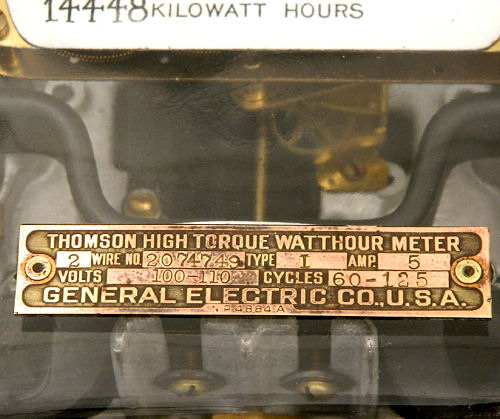 14448 KILOWATT HOURS
THOMSON HIGH TORQUE WATTHOUR METER
2 WIRE NO. 2074749 TYPE T AMP. 5
VOLTS 100-110 CYCLES 60-125
GENERAL ELECTRIC CO., U.S.A.
NP4884A